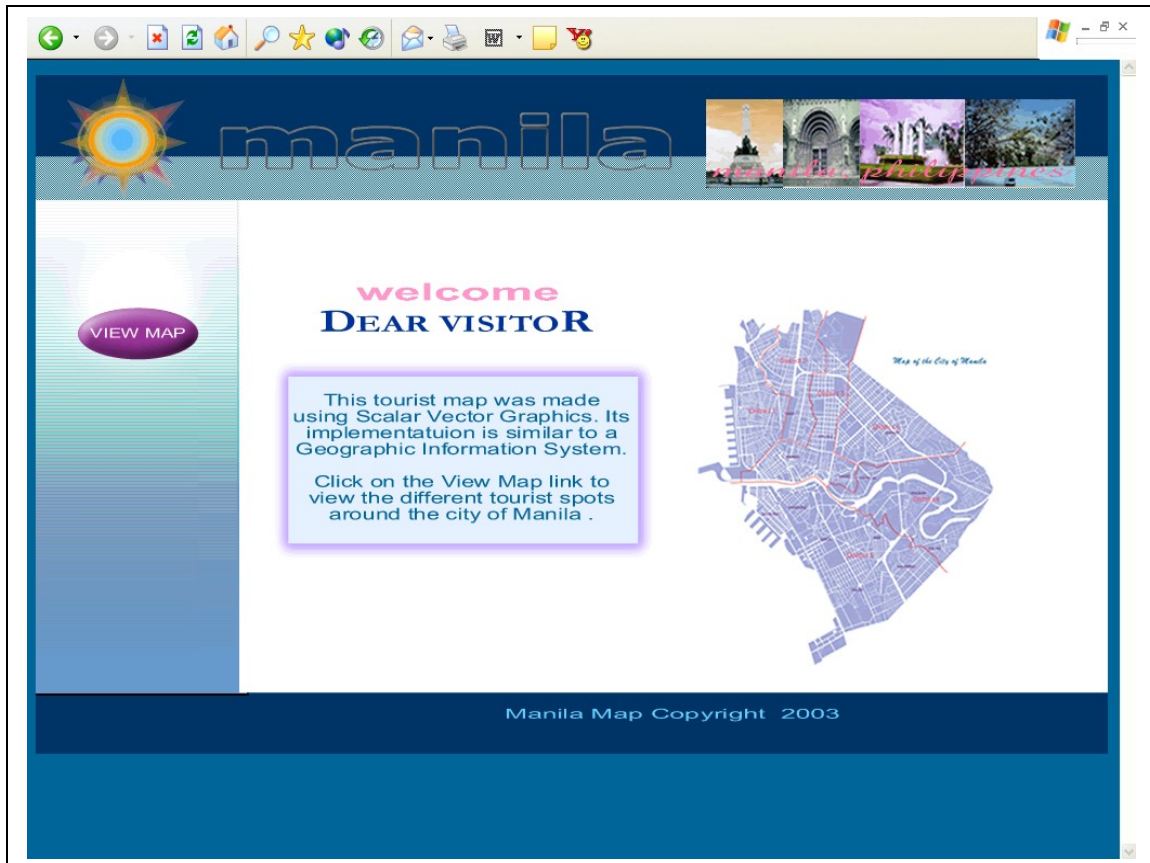 manila
manila, philippines
VIEW MAP
welcome
DEAR VISITOR
This tourist map was made
using Scalar Vector Graphics. Its
implementatuion is similar to a
Geographic Information System.
Click on the View Map link to
view the different tourist spots
around the city of Manila .
Map of the City of Manila
Manila Map Copyright 2003